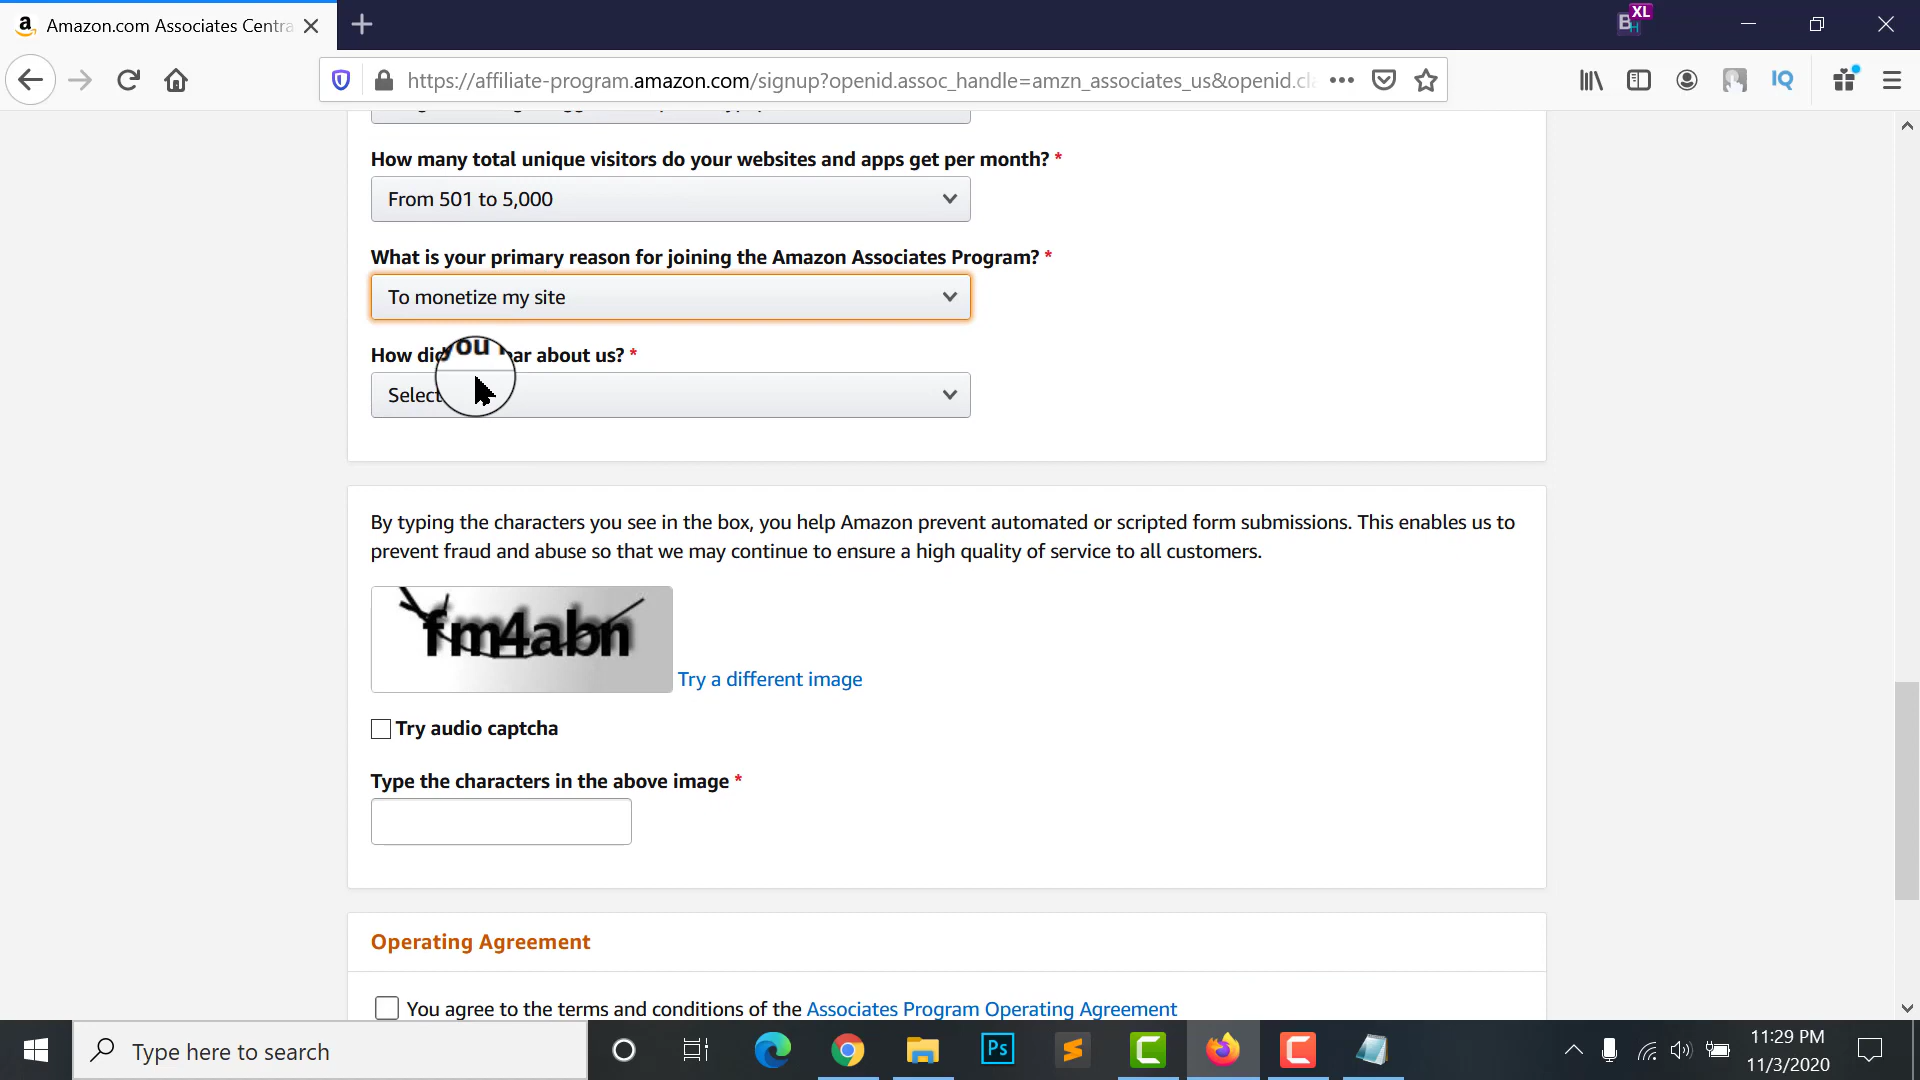 Amazon.com Associates Centra
XL
BH
https://affiliate-program.amazon.com/signup?openid.assoc_handle=amzn_associates_us&openid.cla
IQ
How many total unique visitors do your websites and apps get per month? *
From 501 to 5,000
What is your primary reason for joining the Amazon Associates Program? *
To monetize my site
How did you ar about us? *
Select
By typing the characters you see in the box, you help Amazon prevent automated or scripted form submissions. This enables us to
prevent fraud and abuse so that we may continue to ensure a high quality of service to all customers.
fm4abn
Try a different image
Try audio captcha
Type the characters in the above image *
Operating Agreement
You agree to the terms and conditions of the Associates Program Operating Agreement
Type here to search
Ps
11:29 PM
11/3/2020